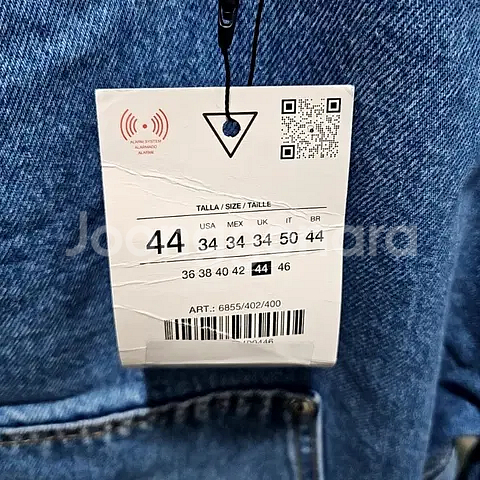 ALARM SYSTEM
ALARMADO
ALARME
TALLA / SIZE / TAILLE
USA MEX UK IT BR
44 34 34 34 50 44
36 38 40 42 44 46
ART.: 6855/402/400